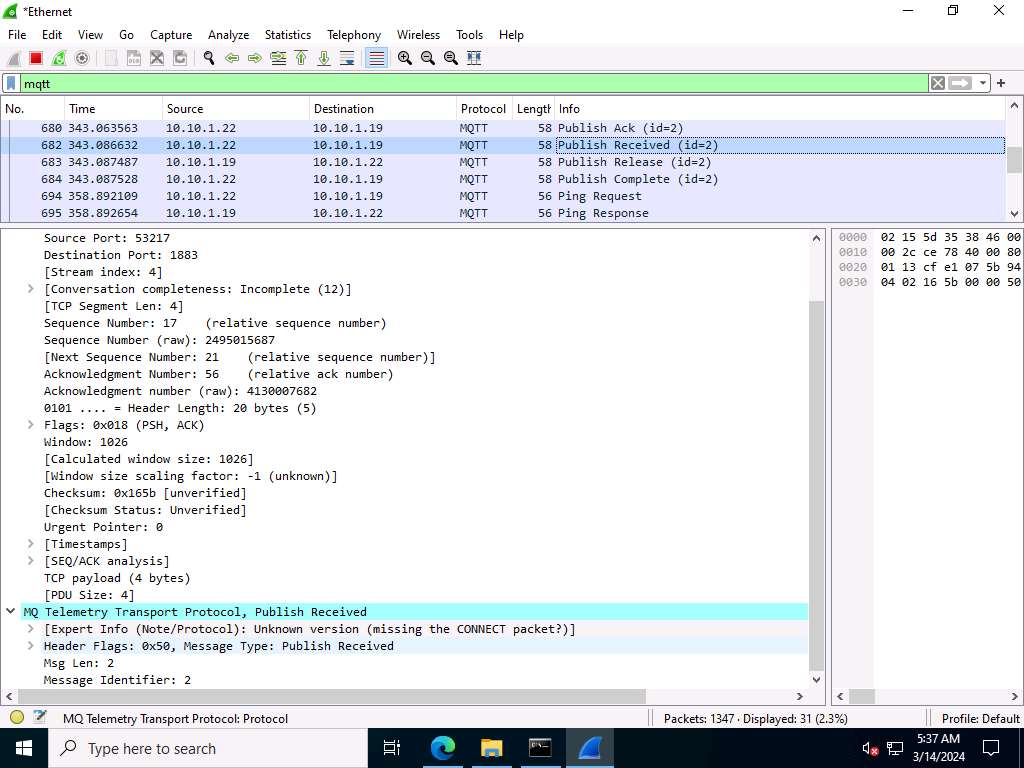 *Ethernet
File Edit View Go Capture Analyze Statistics Telephony Wireless Tools Help
mqtt
No. Time Source Destination Protocol Length Info
680 343.063563 10.10.1.22 10.10.1.19 MQTT 58 Publish Ack (id=2)
682 343.086632 10.10.1.22 10.10.1.19 MQTT 58 Publish Received (id=2)
683 343.087487 10.10.1.19 10.10.1.22 MQTT 58 Publish Release (id=2)
684 343.087528 10.10.1.22 10.10.1.19 MQTT 58 Publish Complete (id=2)
694 358.892109 10.10.1.22 10.10.1.19 MQTT 56 Ping Request
695 358.892654 10.10.1.19 10.10.1.22 MQTT 56 Ping Response
Source Port: 53217
Destination Port: 1883
[Stream index: 4]
[Conversation completeness: Incomplete (12)]
[TCP Segment Len: 4]
Sequence Number: 17 (relative sequence number)
Sequence Number (raw): 2495015687
[Next Sequence Number: 21 (relative sequence number)]
Acknowledgment Number: 56 (relative ack number)
Acknowledgment number (raw): 4130007682
0101 .... = Header Length: 20 bytes (5)
Flags: 0x018 (PSH, ACK)
Window: 1026
[Calculated window size: 1026]
[Window size scaling factor: -1 (unknown)]
Checksum: 0x165b [unverified]
[Checksum Status: Unverified]
Urgent Pointer: 0
[Timestamps]
[SEQ/ACK analysis]
TCP payload (4 bytes)
[PDU Size: 4]
MQ Telemetry Transport Protocol, Publish Received
[Expert Info (Note/Protocol): Unknown version (missing the CONNECT packet?)]
Header Flags: 0x50, Message Type: Publish Received
Msg Len: 2
Message Identifier: 2
0000 02 15 5d 35 38 46 00
0010 00 2c ce 78 40 00 80
0020 01 13 cf e1 07 5b 94
0030 04 02 16 5b 00 00 50
MQ Telemetry Transport Protocol: Protocol
Packets: 1347 · Displayed: 31 (2.3%)
Profile: Default
Type here to search
5:37 AM
3/14/2024